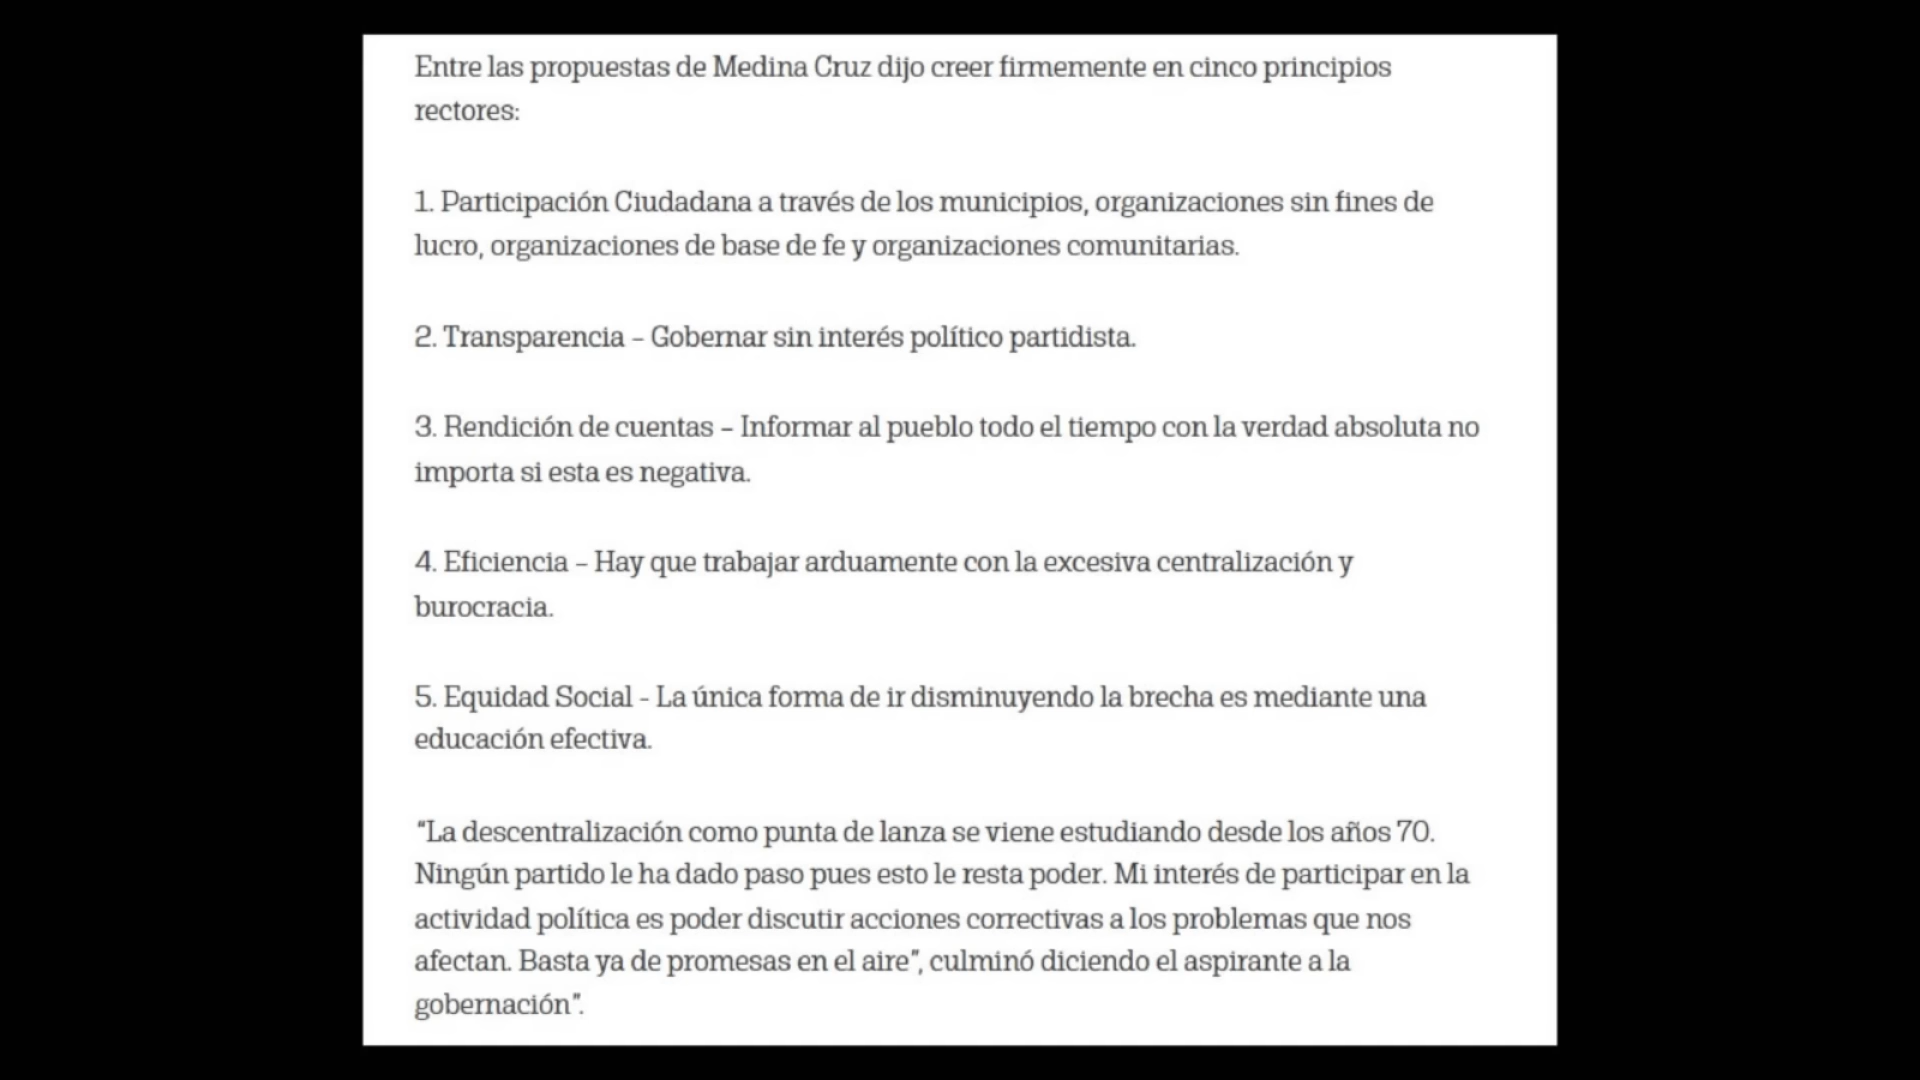 Entre las propuestas de Medina Cruz dijo creer firmemente en cinco principios
rectores:
1. Participación Ciudadana a través de los municipios, organizaciones sin fines de
lucro, organizaciones de base de fe y organizaciones comunitarias.
2. Transparencia – Gobernar sin interés político partidista.
3. Rendición de cuentas – Informar al pueblo todo el tiempo con la verdad absoluta no
importa si esta es negativa.
4. Eficiencia – Hay que trabajar arduamente con la excesiva centralización y
burocracia.
5. Equidad Social - La única forma de ir disminuyendo la brecha es mediante una
educación efectiva.
“La descentralización como punta de lanza se viene estudiando desde los años 70.
Ningún partido le ha dado paso pues esto le resta poder. Mi interés de participar en la
actividad política es poder discutir acciones correctivas a los problemas que nos
afectan. Basta ya de promesas en el aire”, culminó diciendo el aspirante a la
gobernación”.